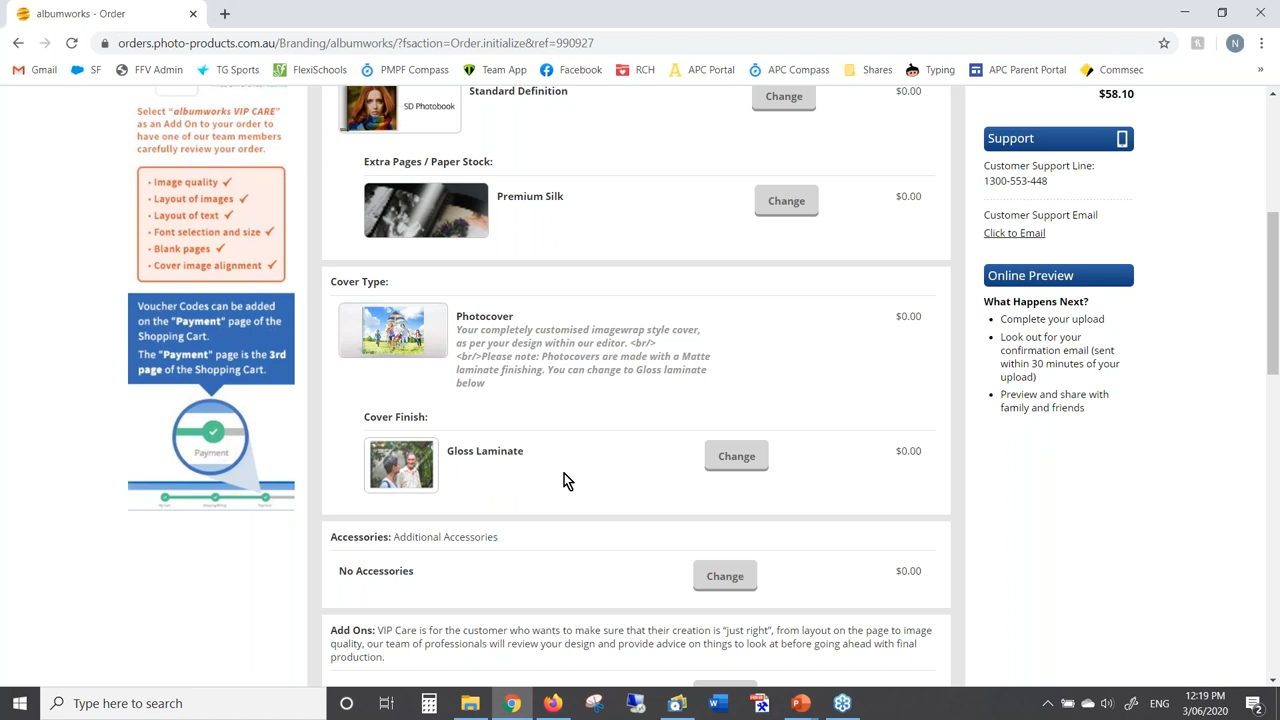 albumworks - Order
orders.photo-products.com.au/Branding/albumworks/?fsaction=Order.initialize&ref=990927
N
Gmail
SF
FFV Admin
TG Sports
FlexiSchools
PMPF Compass
Team App
Facebook
RCH
APC Portal
APC Compass
Shares
Typing
APC Parent Portal
Commsec
»
Select "albumworks VIP CARE"
as an Add On to your order to
have one of our team members
carefully review your order.
• Image quality ✓
• Layout of images ✓
• Layout of text ✓
• Font selection and size ✓
• Blank pages ✓
• Cover image alignment ✓
Voucher Codes can be added
on the "Payment" page of the
Shopping Cart.
The "Payment" page is the 3rd
page of the Shopping Cart.
Payment
SD Photobook
Standard Definition
Change
$0.00
Extra Pages / Paper Stock:
Premium Silk
Change
$0.00
Cover Type:
Photocover
$0.00
Your completely customised imagewrap style cover,
as per your design within our editor. <br/>
<br/>Please note: Photocovers are made with a Matte
laminate finishing. You can change to Gloss laminate
below
Cover Finish:
Gloss Laminate
Change
$0.00
Accessories: Additional Accessories
No Accessories
Change
$0.00
Add Ons: VIP Care is for the customer who wants to make sure that their creation is "just right", from layout on the page to image
quality, our team of professionals will review your design and provide advice on things to look at before going ahead with final
production.
$58.10
Support
Customer Support Line:
1300-553-448
Customer Support Email
Click to Email
Online Preview
What Happens Next?
• Complete your upload
• Look out for your
confirmation email (sent
within 30 minutes of your
upload)
• Preview and share with
family and friends
Type here to search
ENG
12:19 PM
3/06/2020
2